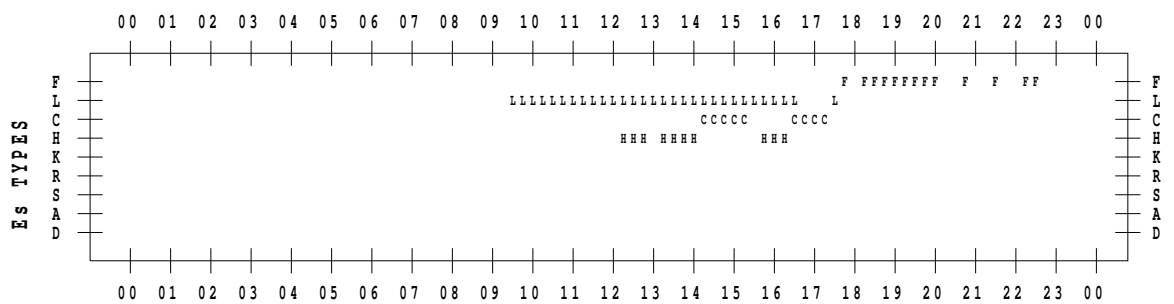 00 01 02 03 04 05 06 07 08 09 10 11 12 13 14 15 16 17 18 19 20 21 22 23 00
F F FFFFFFFF F F FF F
L LLLLLLLLLLLLLLLLLLLLLLLLLLLLL L L
C CCCCC CCCC C
H HHH HHHH HHH H
K K
R R
S S
A A
D D
Es TYPES
00 01 02 03 04 05 06 07 08 09 10 11 12 13 14 15 16 17 18 19 20 21 22 23 00